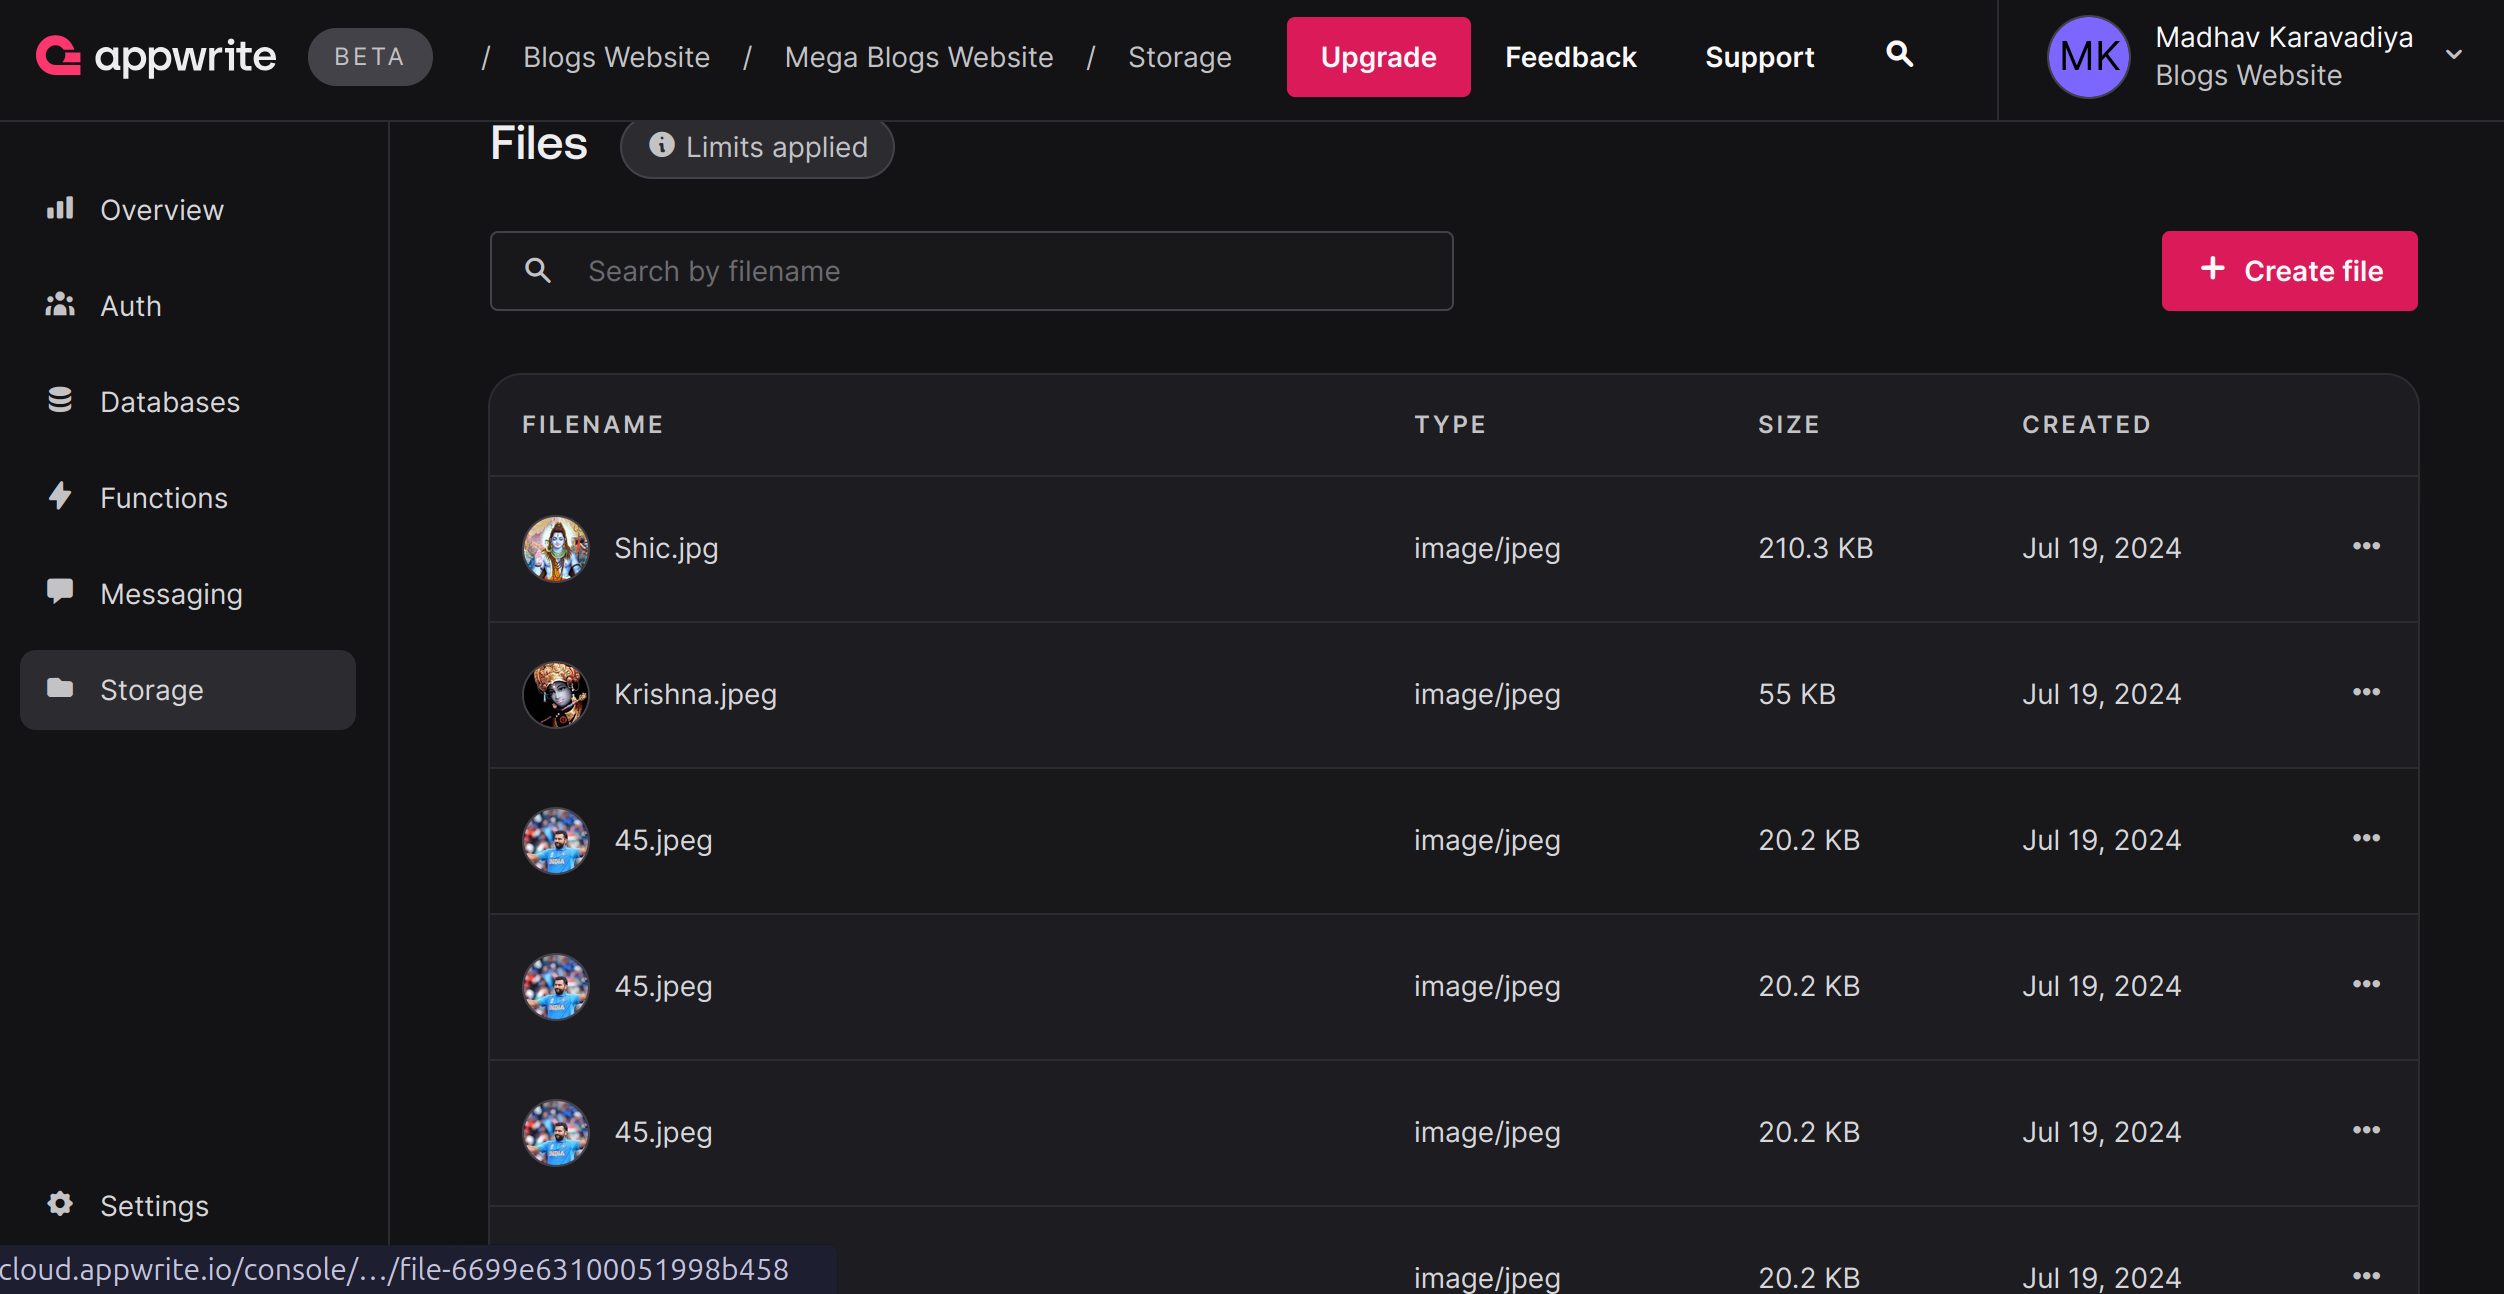 appwrite BETA / Blogs Website / Mega Blogs Website / Storage Upgrade Feedback Support MK Madhav Karavadiya
Blogs Website
Overview
Auth
Databases
Functions
Messaging
Storage
Settings
Files Limits applied
Search by filename
+ Create file
FILENAME TYPE SIZE CREATED
Shic.jpg image/jpeg 210.3 KB Jul 19, 2024
Krishna.jpeg image/jpeg 55 KB Jul 19, 2024
45.jpeg image/jpeg 20.2 KB Jul 19, 2024
45.jpeg image/jpeg 20.2 KB Jul 19, 2024
45.jpeg image/jpeg 20.2 KB Jul 19, 2024
image/jpeg 20.2 KB Jul 19, 2024
cloud.appwrite.io/console/…/file-6699e63100051998b458